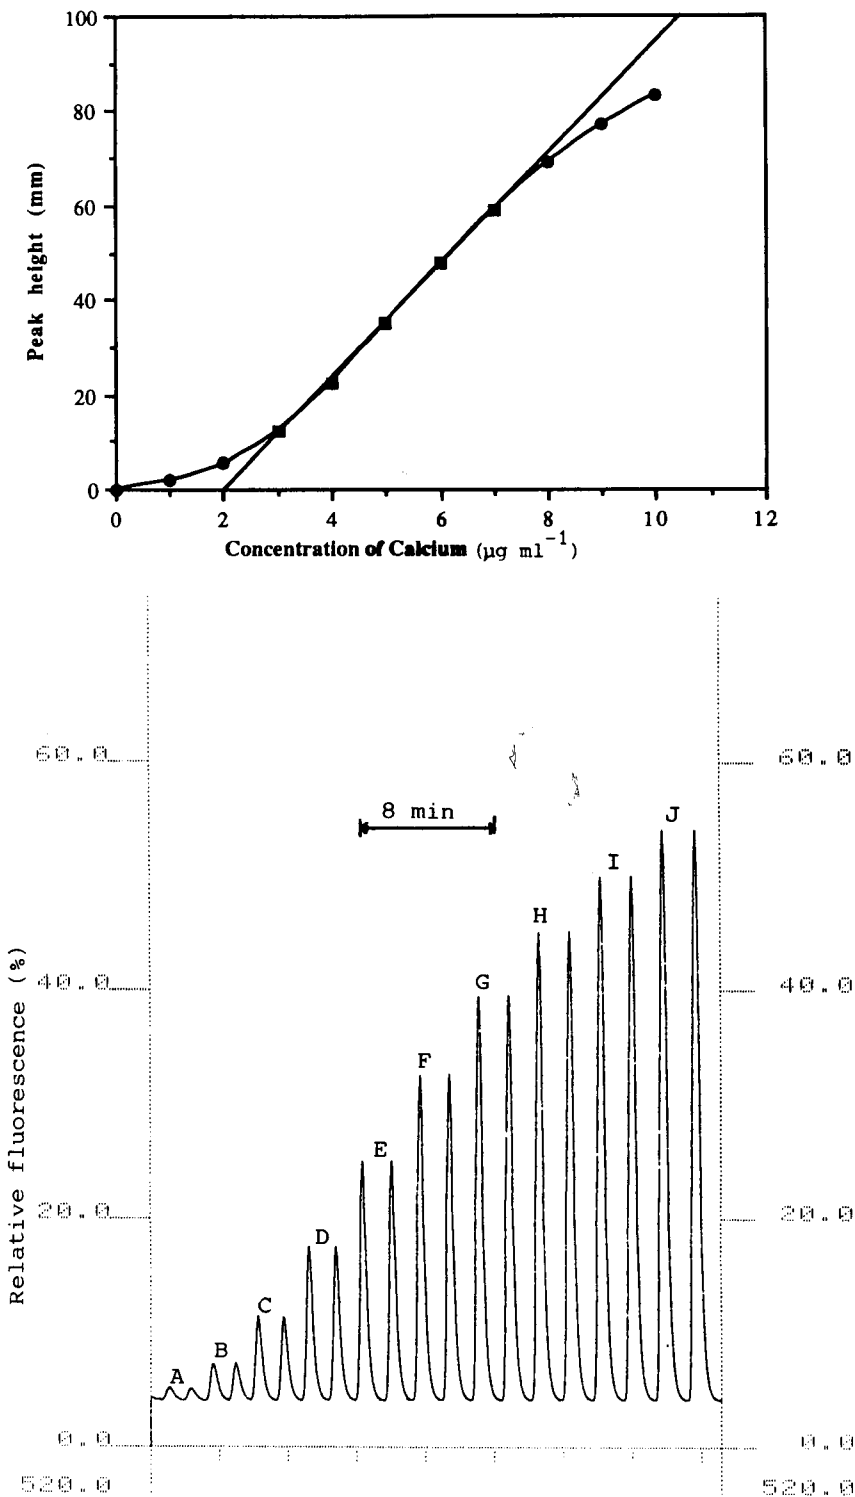 100
80
60
40
20
0
Peak height (mm)
0 2 4 6 8 10 12
Concentration of Calcium (µg ml⁻¹)
60.0 60.0
8 min
J
I
H
40.0 G 40.0
F
E
Relative fluorescence (%)
20.0 20.0
D
C
B
A
0.0 0.0
520.0 520.0